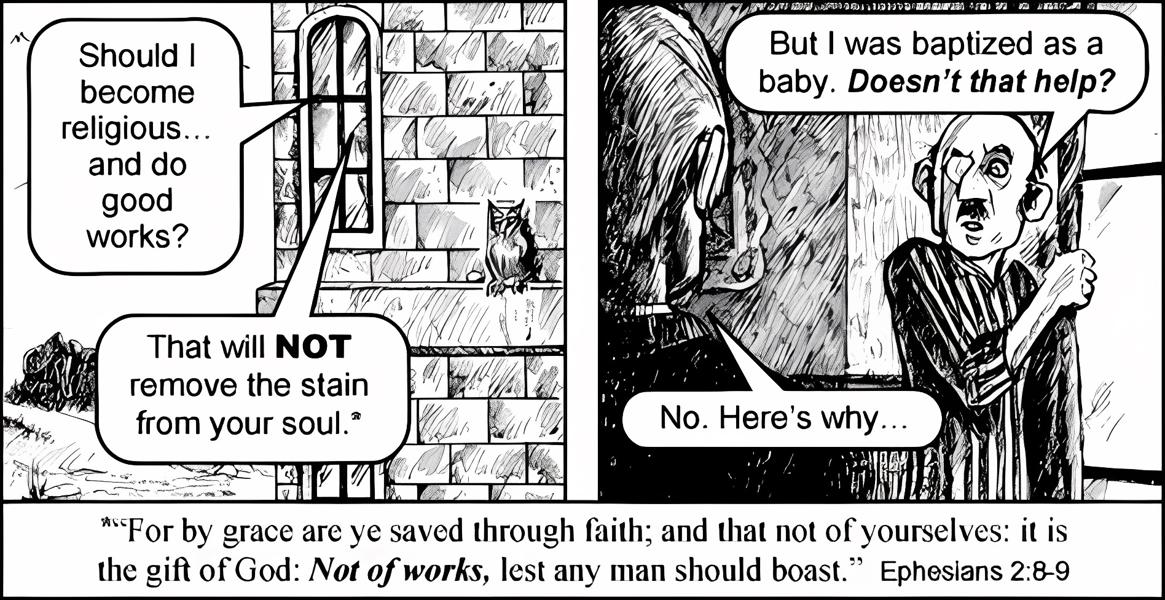 Should I
become
religious...
and do
good
works?
That will NOT
remove the stain
from your soul.*
But I was baptized as a
baby. Doesn't that help?
No. Here's why...
*“For by grace are ye saved through faith; and that not of yourselves: it is
the gift of God: Not of works, lest any man should boast.” Ephesians 2:8-9